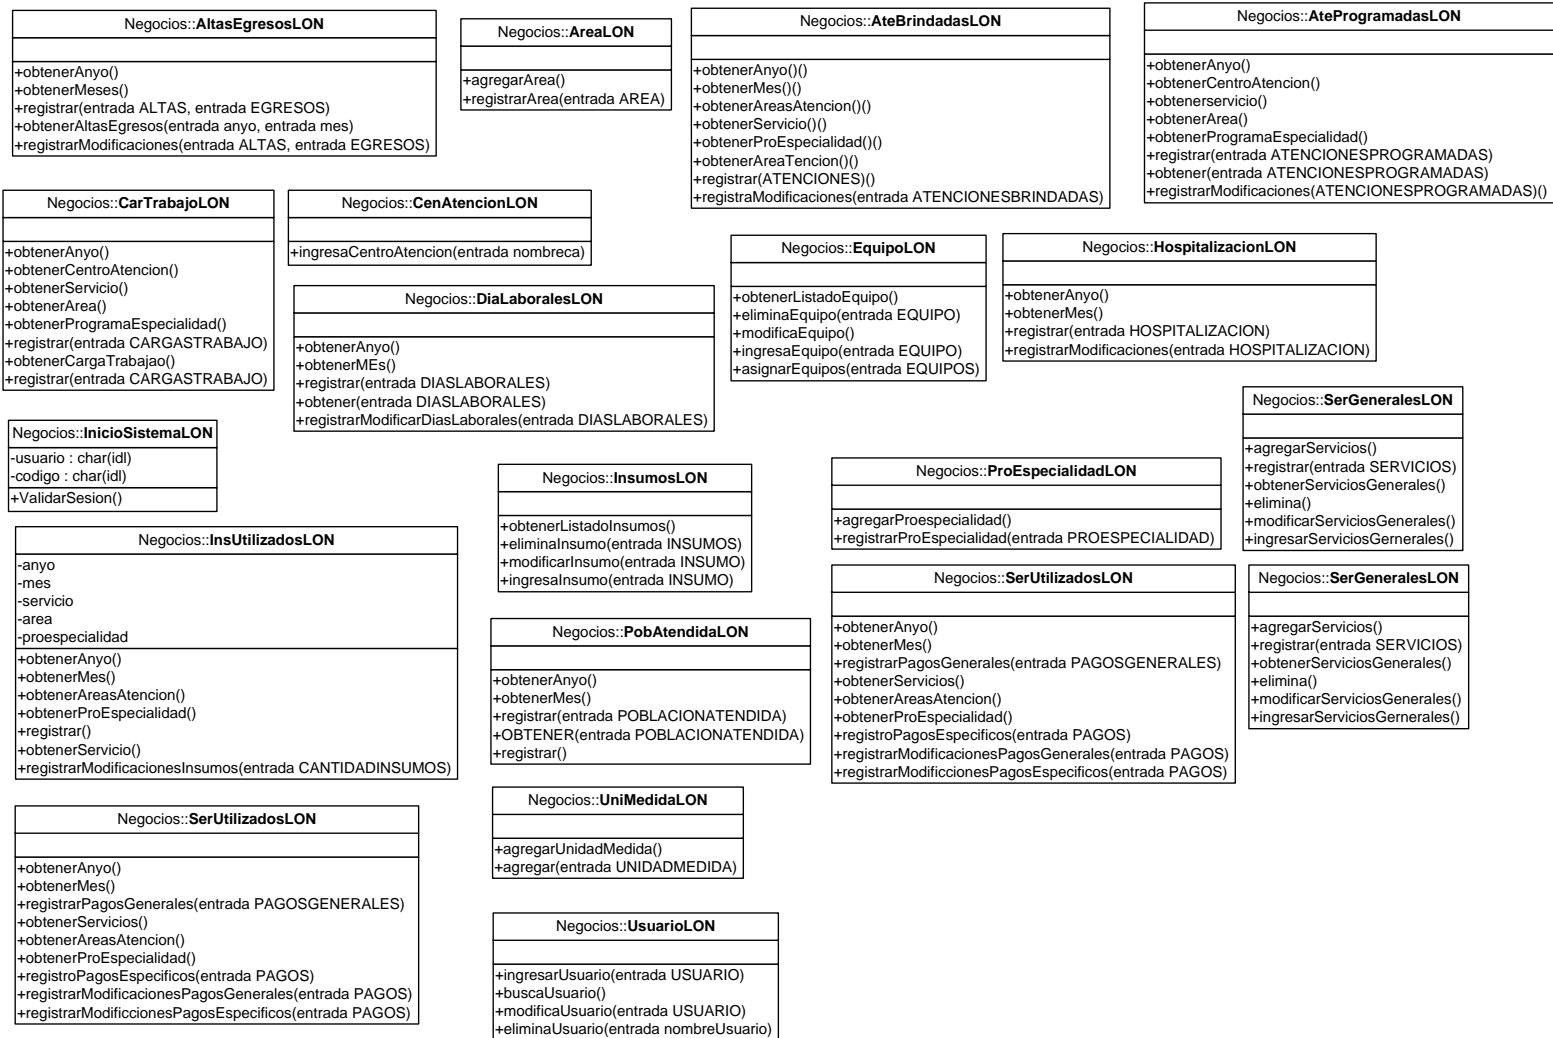 Negocios::AltasEgresosLON
+obtenerAnyo()
+obtenerMeses()
+registrar(entrada ALTAS, entrada EGRESOS)
+obtenerAltasEgresos(entrada anyo, entrada mes)
+registrarModificaciones(entrada ALTAS, entrada EGRESOS)
Negocios::AreaLON
+agregarArea()
+registrarArea(entrada AREA)
Negocios::AteBrindadasLON
+obtenerAnyo()()
+obtenerMes()()
+obtenerAreasAtencion()()
+obtenerServicio()()
+obtenerProEspecialidad()()
+obtenerAreaTencion()()
+registrar(ATENCIONES)()
+registraModificaciones(entrada ATENCIONESBRINDADAS)
Negocios::AteProgramadasLON
+obtenerAnyo()
+obtenerCentroAtencion()
+obtenerservicio()
+obtenerArea()
+obtenerProgramaEspecialidad()
+registrar(entrada ATENCIONESPROGRAMADAS)
+obtener(entrada ATENCIONESPROGRAMADAS)
+registrarModificaciones(ATENCIONESPROGRAMADAS)()
Negocios::CarTrabajoLON
+obtenerAnyo()
+obtenerCentroAtencion()
+obtenerServicio()
+obtenerArea()
+obtenerProgramaEspecialidad()
+registrar(entrada CARGASTRABAJO)
+obtenerCargaTrabajao()
+registrar(entrada CARGASTRABAJO)
Negocios::CenAtencionLON
+ingresaCentroAtencion(entrada nombreca)
Negocios::DiaLaboralesLON
+obtenerAnyo()
+obtenerMEs()
+registrar(entrada DIASLABORALES)
+obtener(entrada DIASLABORALES)
+registrarModificarDiasLaborales(entrada DIASLABORALES)
Negocios::EquipoLON
+obtenerListadoEquipo()
+eliminaEquipo(entrada EQUIPO)
+modificaEquipo()
+ingresaEquipo(entrada EQUIPO)
+asignarEquipos(entrada EQUIPOS)
Negocios::HospitalizacionLON
+obtenerAnyo()
+obtenerMes()
+registrar(entrada HOSPITALIZACION)
+registrarModificaciones(entrada HOSPITALIZACION)
Negocios::SerGeneralesLON
+agregarServicios()
+registrar(entrada SERVICIOS)
+obtenerServiciosGenerales()
+elimina()
+modificarServiciosGenerales()
+ingresarServiciosGernerales()
Negocios::InicioSistemaLON
-usuario : char(idl)
-codigo : char(idl)
+ValidarSesion()
Negocios::InsumosLON
+obtenerListadoInsumos()
+eliminaInsumo(entrada INSUMOS)
+modificarInsumo(entrada INSUMO)
+ingresaInsumo(entrada INSUMO)
Negocios::ProEspecialidadLON
+agregarProespecialidad()
+registrarProEspecialidad(entrada PROESPECIALIDAD)
Negocios::InsUtilizadosLON
-anyo
-mes
-servicio
-area
-proespecialidad
+obtenerAnyo()
+obtenerMes()
+obtenerAreasAtencion()
+obtenerProEspecialidad()
+registrar()
+obtenerServicio()
+registrarModificacionesInsumos(entrada CANTIDADINSUMOS)
Negocios::PobAtendidaLON
+obtenerAnyo()
+obtenerMes()
+registrar(entrada POBLACIONATENDIDA)
+OBTENER(entrada POBLACIONATENDIDA)
+registrar()
Negocios::SerUtilizadosLON
+obtenerAnyo()
+obtenerMes()
+registrarPagosGenerales(entrada PAGOSGENERALES)
+obtenerServicios()
+obtenerAreasAtencion()
+obtenerProEspecialidad()
+registroPagosEspecificos(entrada PAGOS)
+registrarModificacionesPagosGenerales(entrada PAGOS)
+registrarModificcionesPagosEspecificos(entrada PAGOS)
Negocios::SerGeneralesLON
+agregarServicios()
+registrar(entrada SERVICIOS)
+obtenerServiciosGenerales()
+elimina()
+modificarServiciosGenerales()
+ingresarServiciosGernerales()
Negocios::SerUtilizadosLON
+obtenerAnyo()
+obtenerMes()
+registrarPagosGenerales(entrada PAGOSGENERALES)
+obtenerServicios()
+obtenerAreasAtencion()
+obtenerProEspecialidad()
+registroPagosEspecificos(entrada PAGOS)
+registrarModificacionesPagosGenerales(entrada PAGOS)
+registrarModificcionesPagosEspecificos(entrada PAGOS)
Negocios::UniMedidaLON
+agregarUnidadMedida()
+agregar(entrada UNIDADMEDIDA)
Negocios::UsuarioLON
+ingresarUsuario(entrada USUARIO)
+buscaUsuario()
+modificaUsuario(entrada USUARIO)
+eliminaUsuario(entrada nombreUsuario)